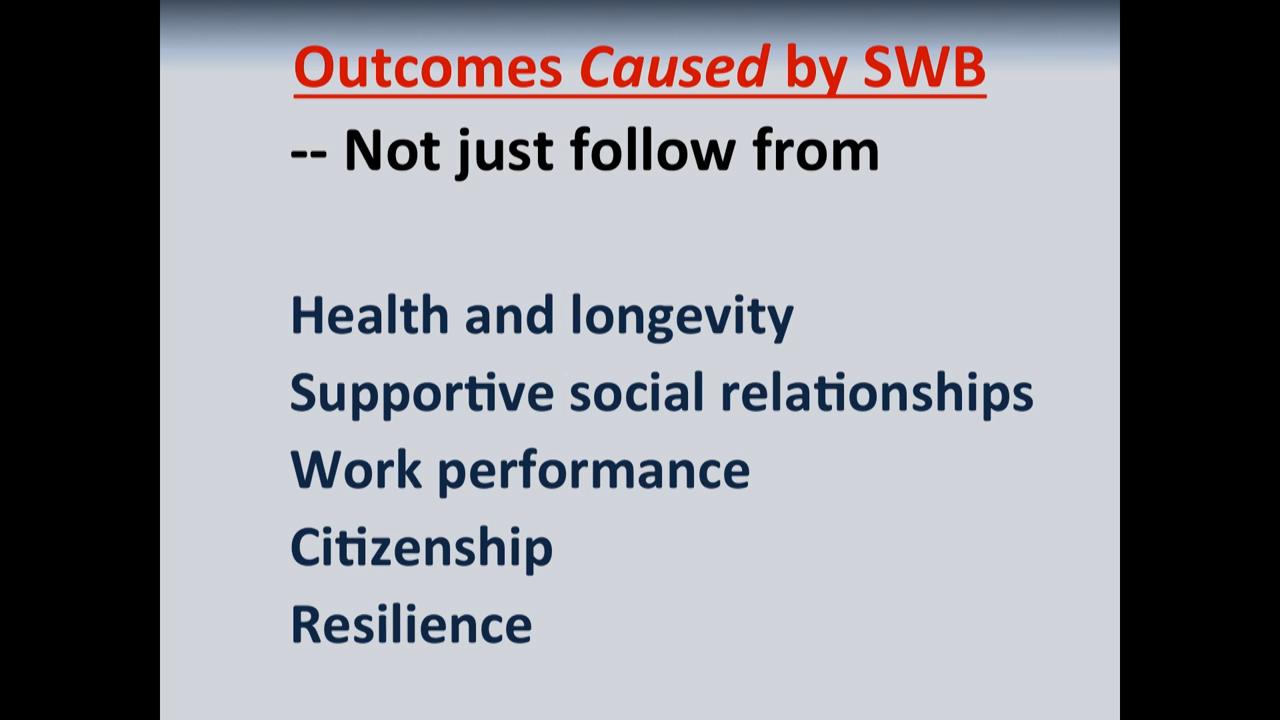 Outcomes Caused by SWB
-- Not just follow from
Health and longevity
Supportive social relationships
Work performance
Citizenship
Resilience